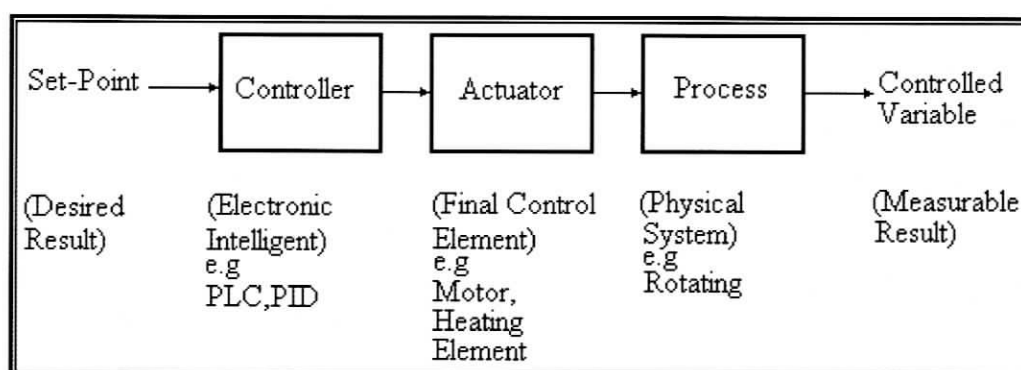 Set-Point
Controller
Actuator
Process
Controlled
Variable
(Desired
Result)
(Electronic
Intelligent)
e.g
PLC,PID
(Final Control
Element)
e.g
Motor,
Heating
Element
(Physical
System)
e.g
Rotating
(Measurable
Result)